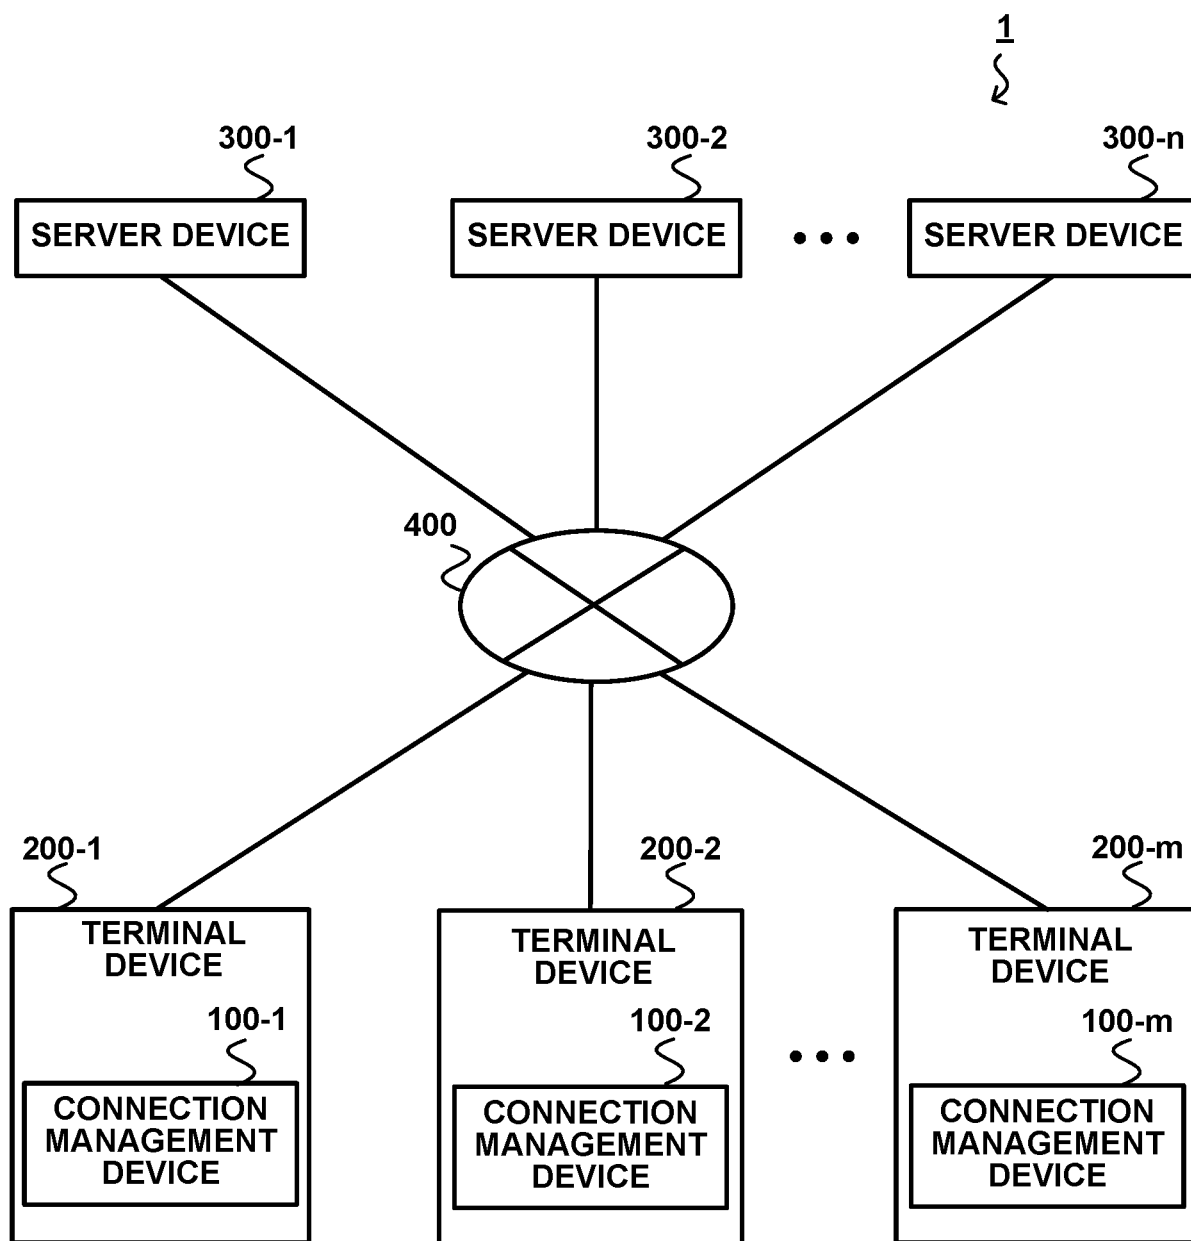 1
300-1
300-2
300-n
SERVER DEVICE
SERVER DEVICE
SERVER DEVICE
400
200-1
200-2
200-m
TERMINAL
DEVICE
TERMINAL
DEVICE
TERMINAL
DEVICE
100-1
100-2
100-m
CONNECTION
MANAGEMENT
DEVICE
CONNECTION
MANAGEMENT
DEVICE
CONNECTION
MANAGEMENT
DEVICE